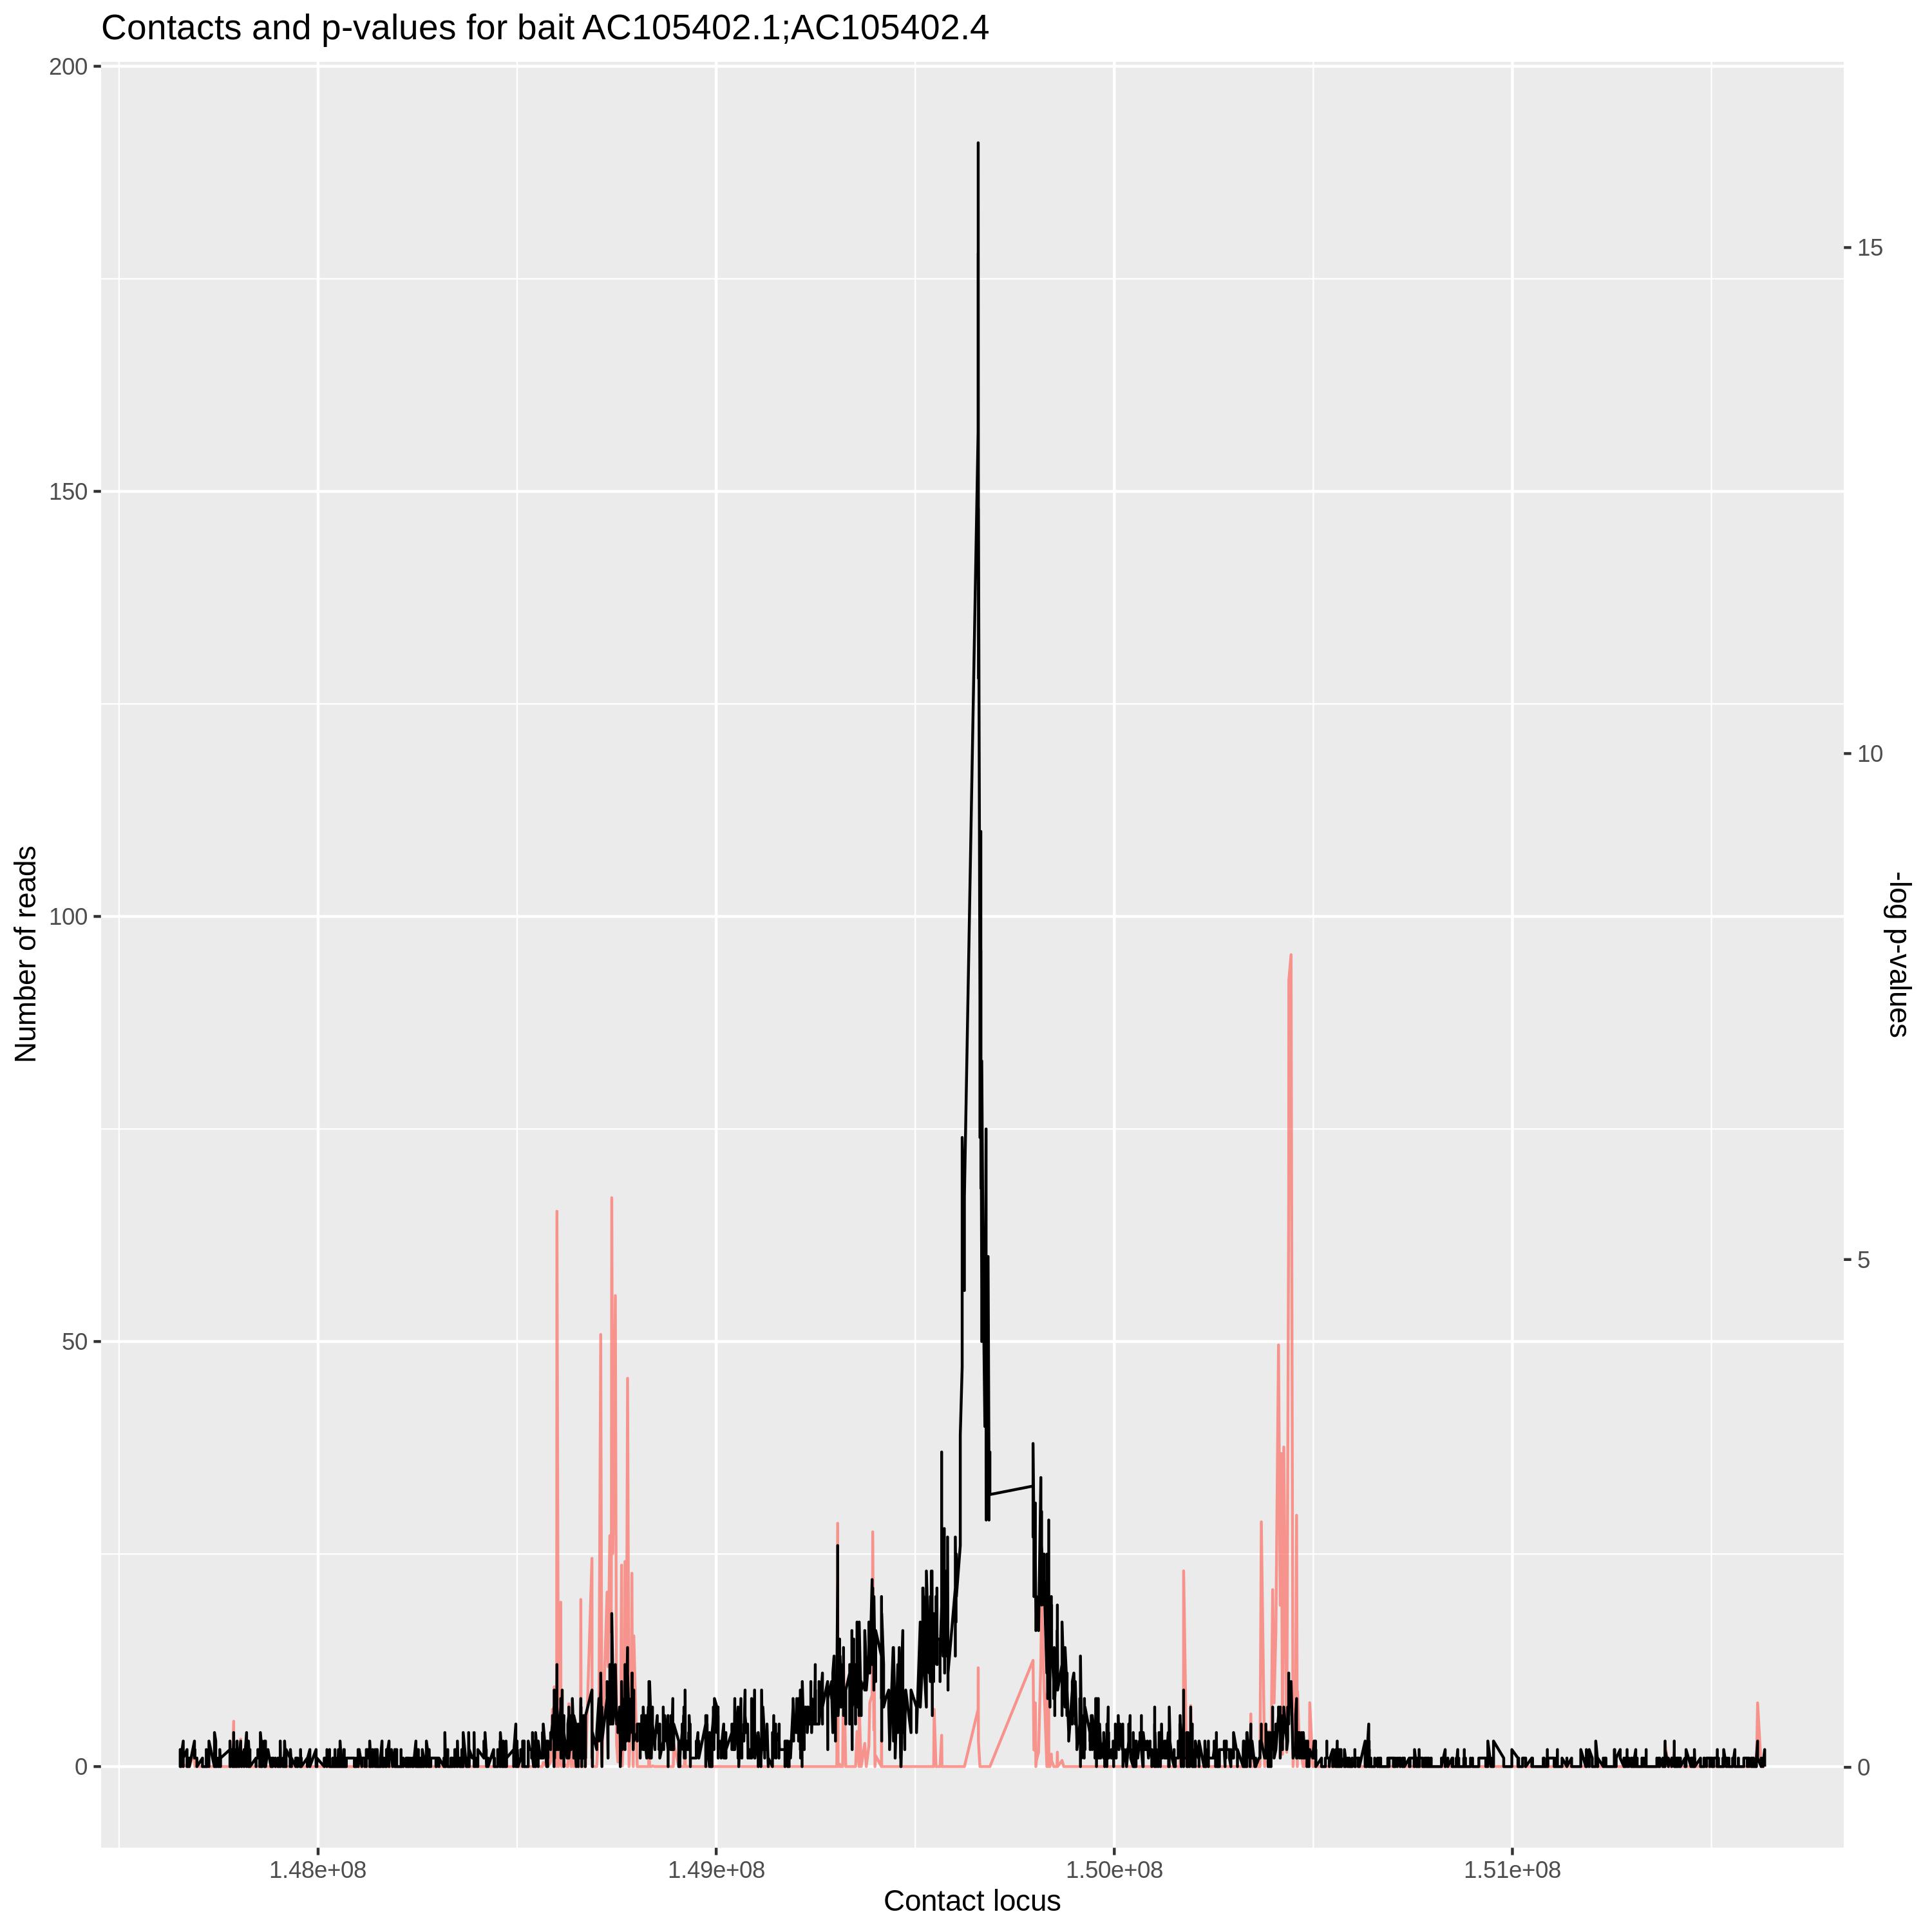 Contacts and p-values for bait AC105402.1;AC105402.4
200
150
100
50
0
Number of reads
15
10
5
0
-log p-values
1.48e+08
1.49e+08
1.50e+08
1.51e+08
Contact locus